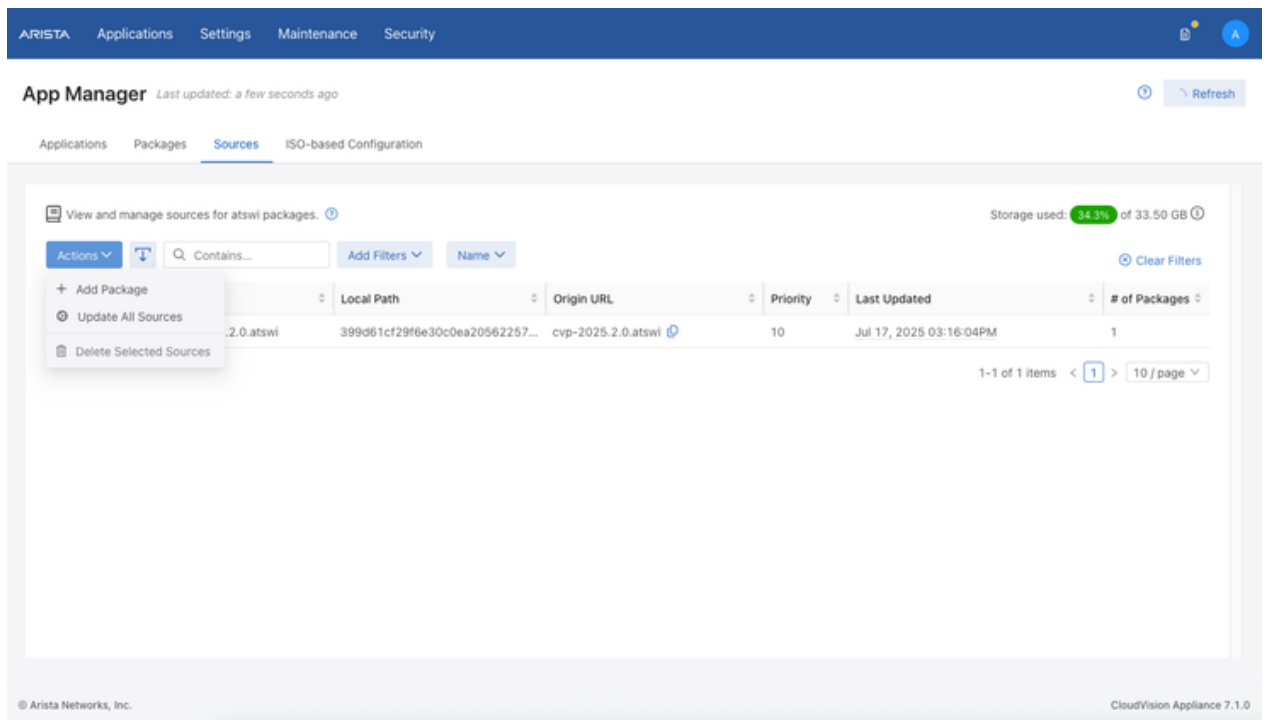 ARISTA Applications Settings Maintenance Security A
App Manager Last updated: a few seconds ago Refresh
Applications Packages Sources ISO-based Configuration
View and manage sources for atswi packages. Storage used: 34.3% of 33.50 GB
Actions Contains... Add Filters Name Clear Filters
+ Add Package
Update All Sources
Delete Selected Sources
Local Path Origin URL Priority Last Updated # of Packages
.2.0.atswi 399d61cf29f6e30c0ea20562257... cvp-2025.2.0.atswi 10 Jul 17, 2025 03:16:04PM 1
1-1 of 1 items < 1 > 10 / page
© Arista Networks, Inc. CloudVision Appliance 7.1.0